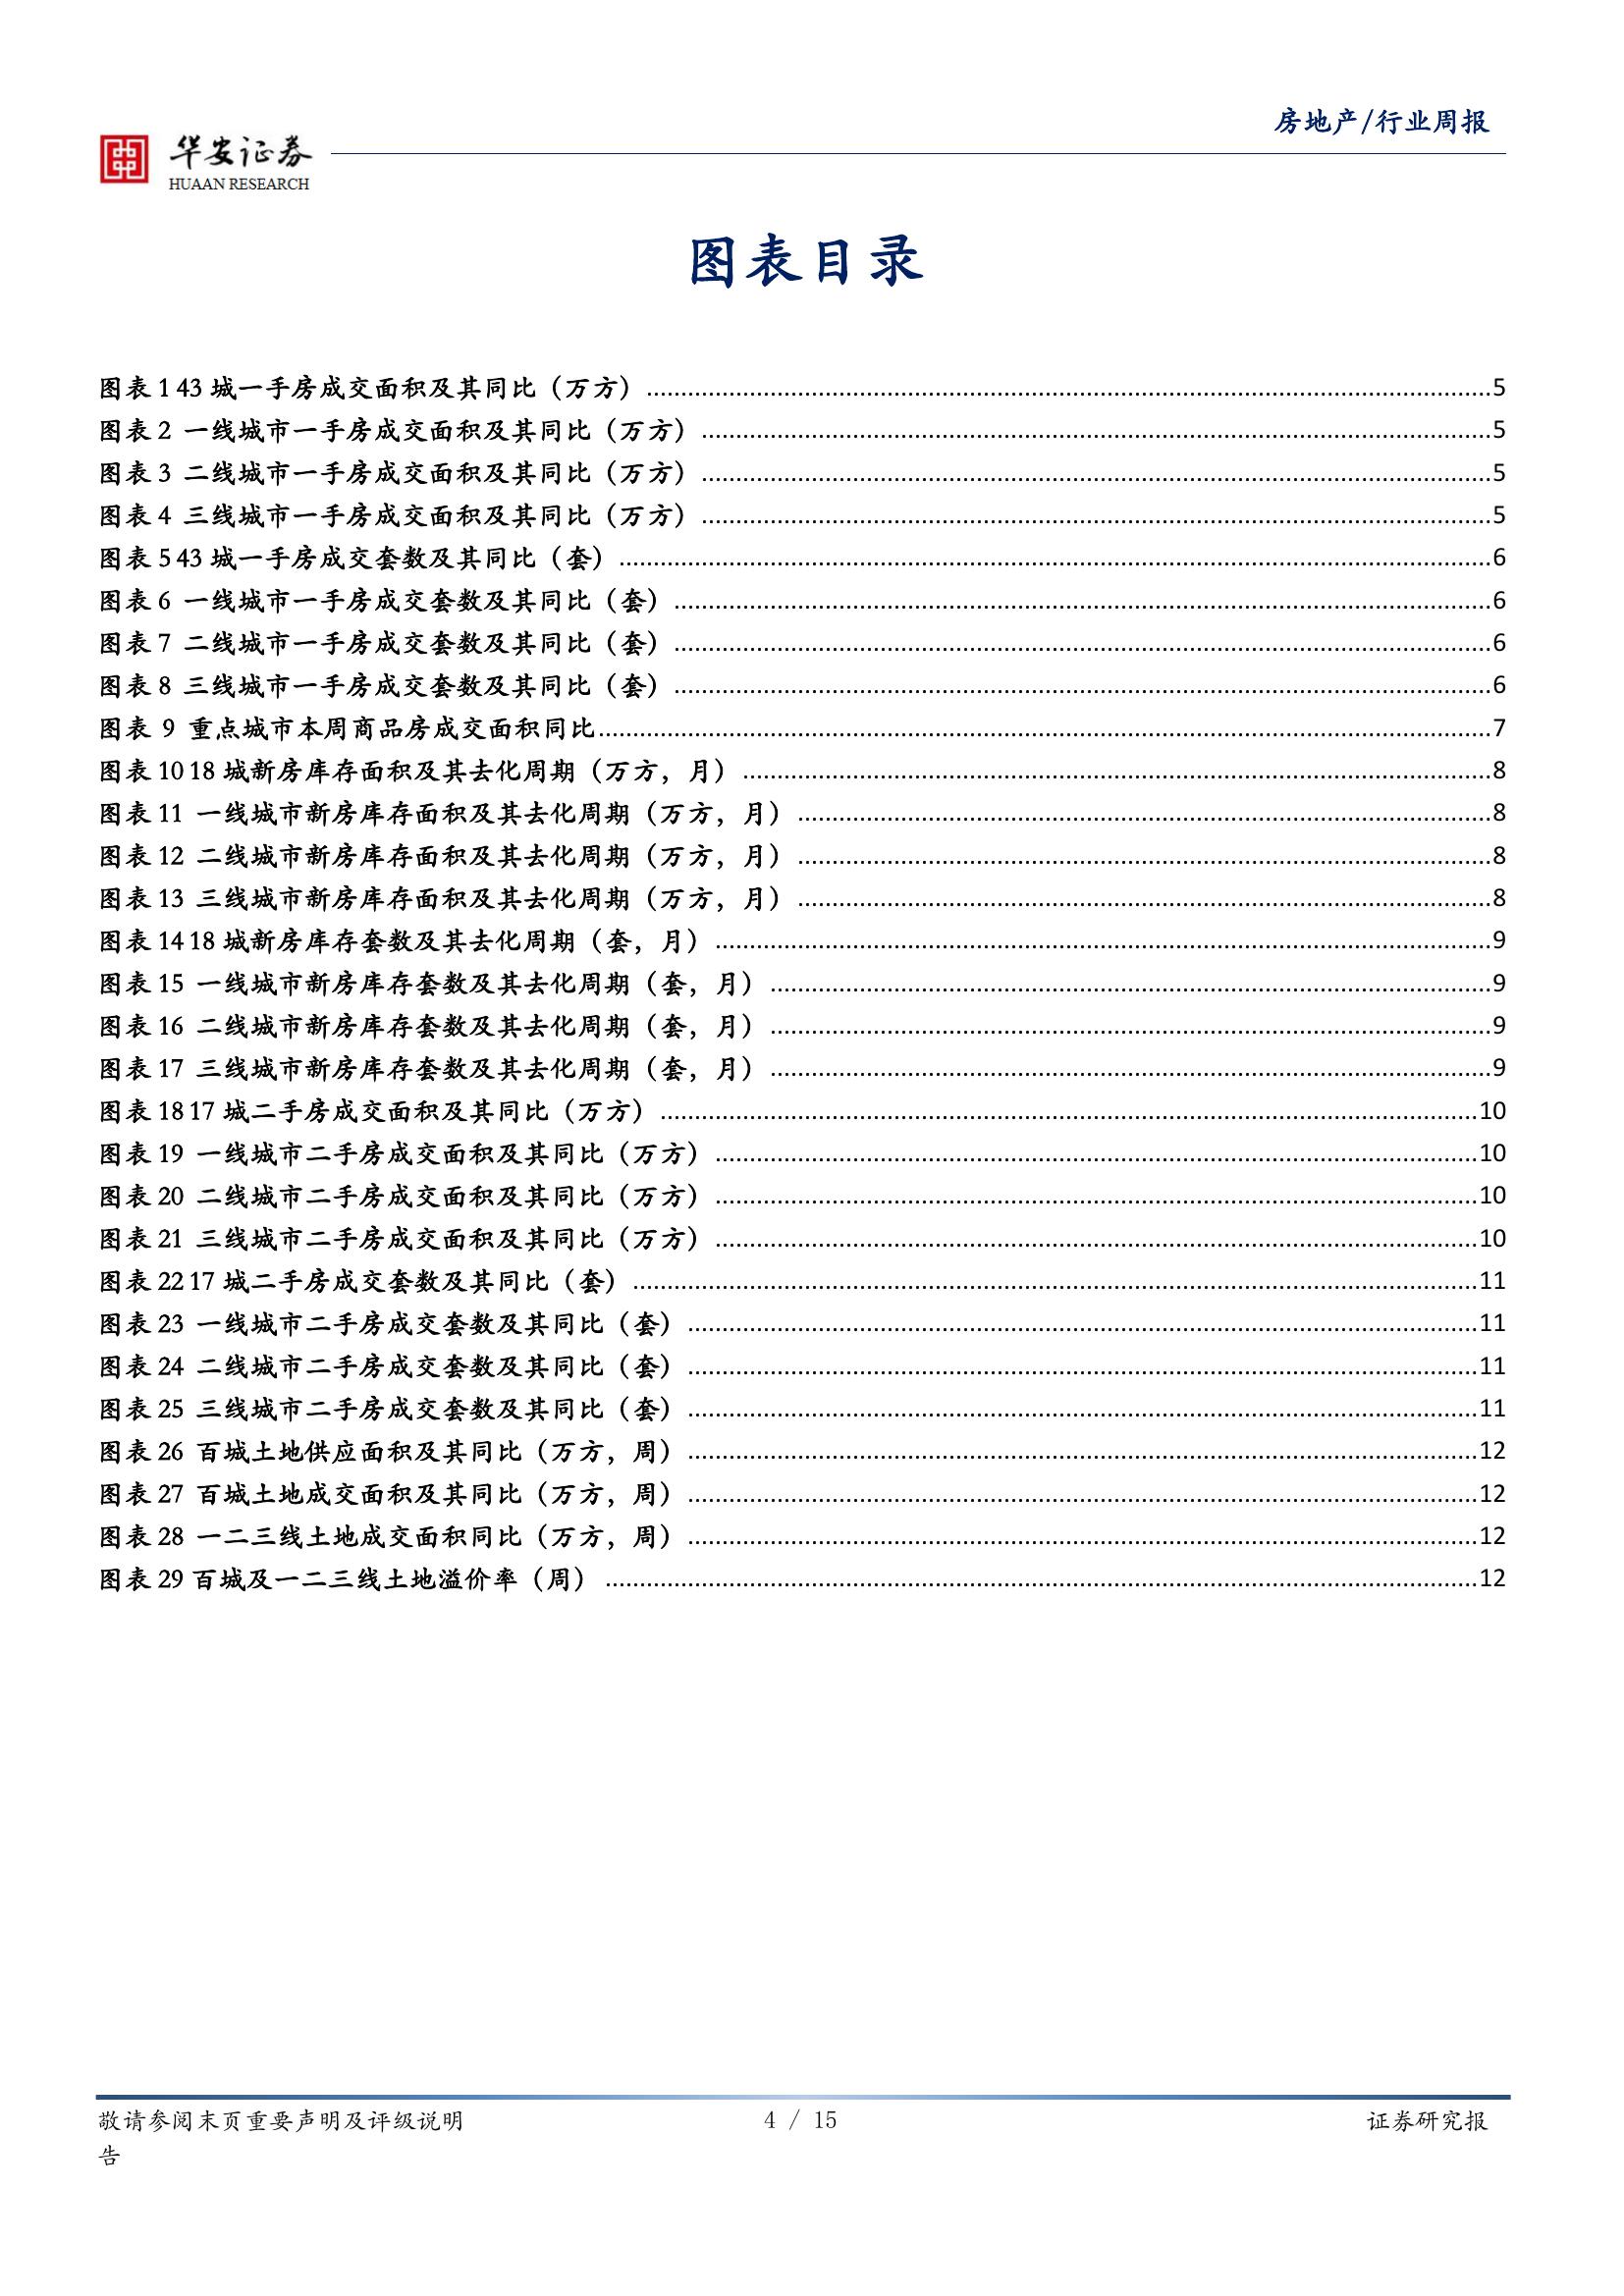 房地产/行业周报
华安证券
HUAAN RESEARCH
图表目录
图表 1 43 城一手房成交面积及其同比（万方）5
图表 2 一线城市一手房成交面积及其同比（万方）5
图表 3 二线城市一手房成交面积及其同比（万方）5
图表 4 三线城市一手房成交面积及其同比（万方）5
图表 5 43 城一手房成交套数及其同比（套）6
图表 6 一线城市一手房成交套数及其同比（套）6
图表 7 二线城市一手房成交套数及其同比（套）6
图表 8 三线城市一手房成交套数及其同比（套）6
图表 9 重点城市本周商品房成交面积同比7
图表 10 18 城新房库存面积及其去化周期（万方，月）8
图表 11 一线城市新房库存面积及其去化周期（万方，月）8
图表 12 二线城市新房库存面积及其去化周期（万方，月）8
图表 13 三线城市新房库存面积及其去化周期（万方，月）8
图表 14 18 城新房库存套数及其去化周期（套，月）9
图表 15 一线城市新房库存套数及其去化周期（套，月）9
图表 16 二线城市新房库存套数及其去化周期（套，月）9
图表 17 三线城市新房库存套数及其去化周期（套，月）9
图表 18 17 城二手房成交面积及其同比（万方）10
图表 19 一线城市二手房成交面积及其同比（万方）10
图表 20 二线城市二手房成交面积及其同比（万方）10
图表 21 三线城市二手房成交面积及其同比（万方）10
图表 22 17 城二手房成交套数及其同比（套）11
图表 23 一线城市二手房成交套数及其同比（套）11
图表 24 二线城市二手房成交套数及其同比（套）11
图表 25 三线城市二手房成交套数及其同比（套）11
图表 26 百城土地供应面积及其同比（万方，周）12
图表 27 百城土地成交面积及其同比（万方，周）12
图表 28 一二三线土地成交面积同比（万方，周）12
图表 29 百城及一二三线土地溢价率（周）12
敬请参阅末页重要声明及评级说明 4 / 15 证券研究报
告